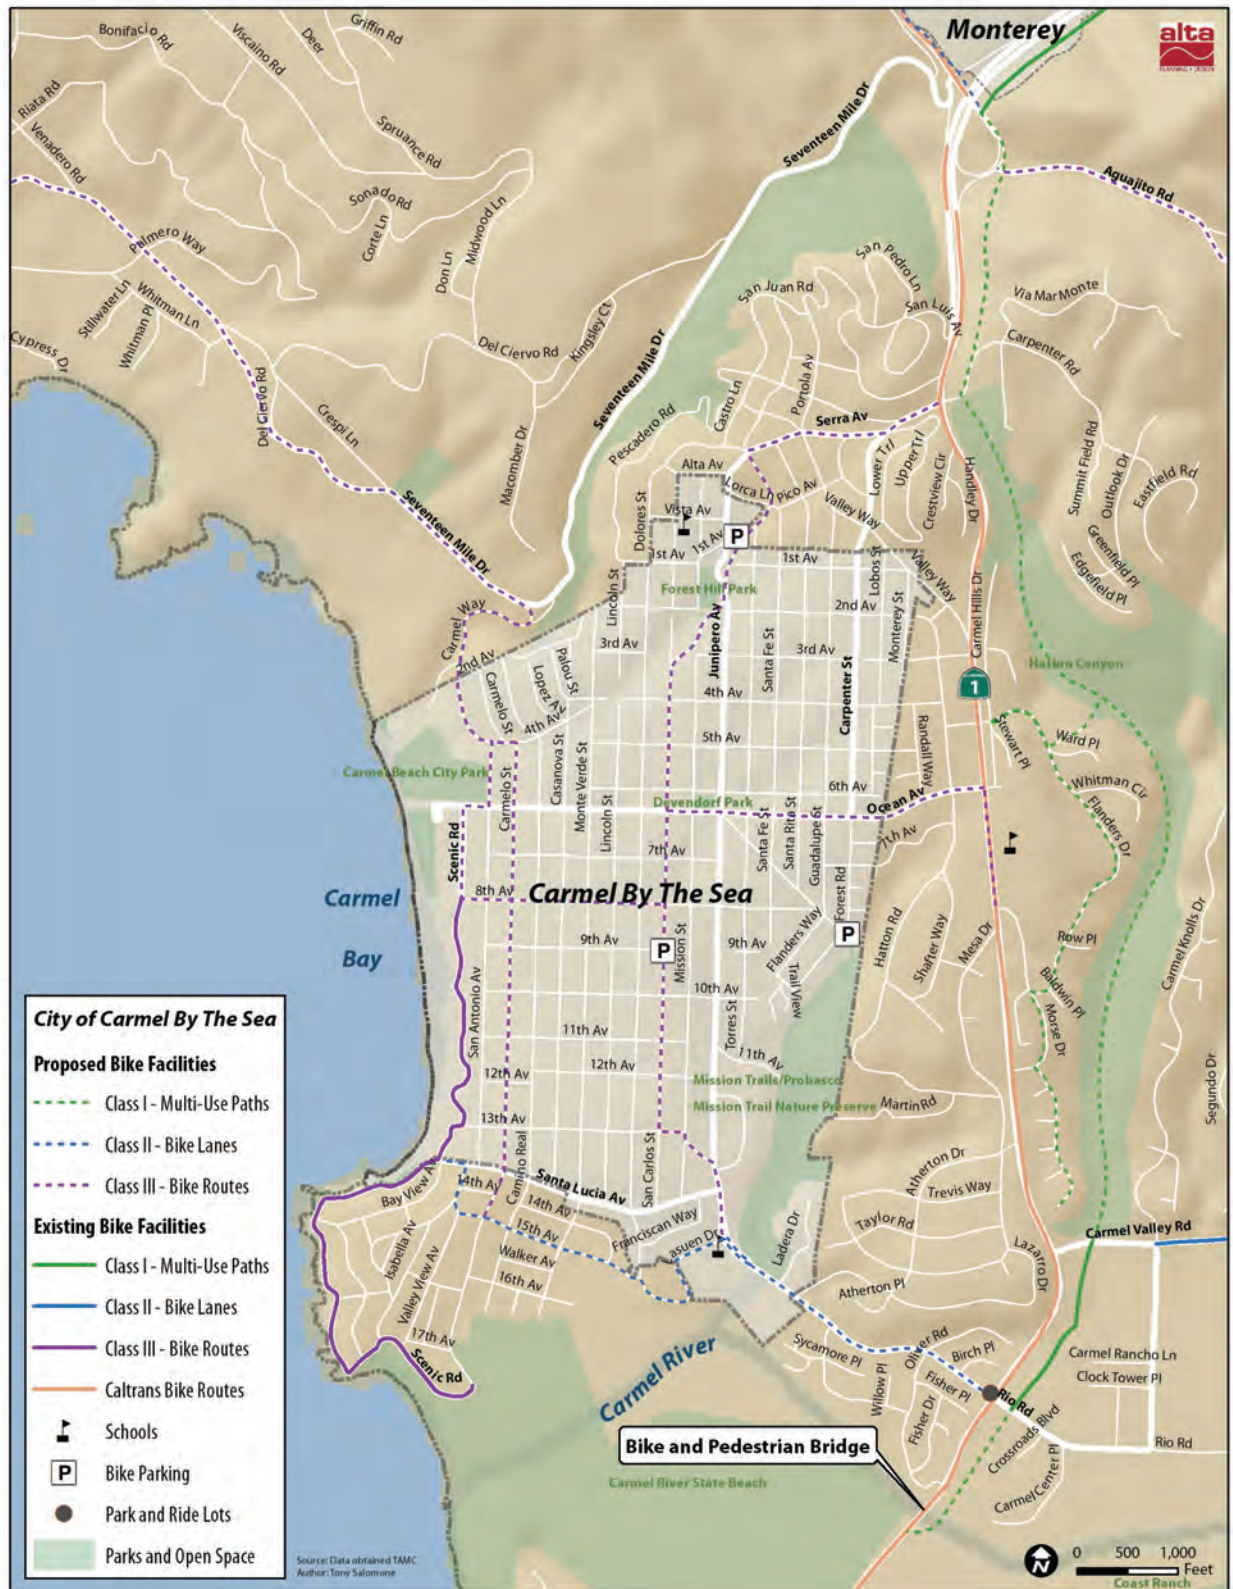 Monterey
alta
PLANNING + DESIGN
Bonifacio Rd
Viscaino Rd
Deer
Griffin Rd
Riata Rd
Venadero Rd
Spruance Rd
Seventeen Mile Dr
Aguajito Rd
Sonado Rd
Corte Ln
Midwood Ln
Don Ln
Palmero Way
Stillwater Ln
Whitman Ln
Whitman Pl
Cypress Dr
San Pedro Ln
San Juan Rd
San Luis Av
Via Mar Monte
Carpenter Rd
Del Ciervo Rd
Kingsley Ct
Del Ciervo Rd
Crespi Ln
Macomber Dr
Seventeen Mile Dr
Castro Ln
Portola Av
Serra Av
Pescadero Rd
Alta Av
Lorca Ln
Pico Av
Valley Way
Lower Trl
Upper Trl
Crestview Cir
Handley Dr
Summit Field Rd
Outlook Dr
Eastfield Rd
Greenfield Pl
Edgefield Pl
Seventeen Mile Dr
Dolores St
Vista Av
P
1st Av
1st Av
1st Av
Lobos St
Valley Way
Forest Hill Park
Lincoln St
2nd Av
Monterey St
Carmel Hills Dr
Carmel Way
2nd Av
3rd Av
Junipero Av
Santa Fe St
3rd Av
Carpenter St
Hatton Canyon
1
Carmelo St
Lopez Av
Palou St
4th Av
4th Av
5th Av
Randall Way
Stewart Pl
Ward Pl
Whitman Cir
Flanders Dr
Carmel Beach City Park
Carmelo St
Casanova St
Monte Verde St
Lincoln St
Devendorf Park
6th Av
Ocean Av
Scenic Rd
7th Av
Santa Fe St
Santa Rita St
Guadalupe St
7th Av
8th Av
Carmel By The Sea
Forest Rd
Carmel
Bay
9th Av
P
Mission St
9th Av
Flanders Way
Trail View
P
Hatton Rd
Shafter Way
Mesa Dr
Row Pl
Baldwin Pl
Morse Dr
Carmel Knolls Dr
Segundo Dr
San Antonio Av
10th Av
11th Av
Torres St
11th Av
12th Av
12th Av
Mission Trails/Probasco
Mission Trail Nature Preserve
Martin Rd
13th Av
Camino Real
San Carlos St
Santa Lucia Av
Bay View Av
14th Av
14th Av
15th Av
Franciscan Way
asuen Dr
Ladera Dr
Atherton Dr
Trevis Way
Taylor Rd
Lazarro Dr
Carmel Valley Rd
Isabella Av
Valley View Av
Walker Av
16th Av
Atherton Pl
17th Av
Scenic Rd
Carmel River
Sycamore Pl
Willow Pl
Oliver Rd
Birch Pl
Fisher Pl
Fisher Dr
Rio Rd
Carmel Rancho Ln
Clock Tower Pl
Crossroads Blvd
Rio Rd
Carmel Center Pl
Bike and Pedestrian Bridge
Carmel River State Beach
City of Carmel By The Sea
Proposed Bike Facilities
Class I - Multi-Use Paths
Class II - Bike Lanes
Class III - Bike Routes
Existing Bike Facilities
Class I - Multi-Use Paths
Class II - Bike Lanes
Class III - Bike Routes
Caltrans Bike Routes
Schools
P Bike Parking
Park and Ride Lots
Parks and Open Space
Source: Data obtained TAMC
Author: Tony Salomone
N
0 500 1,000
Feet
Coast Ranch